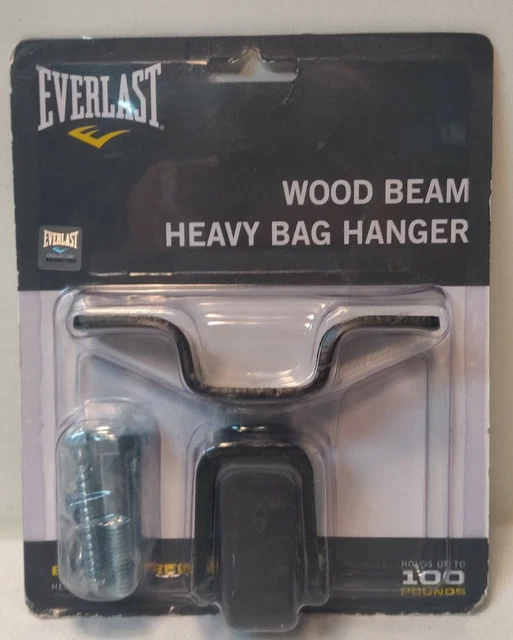 EVERLAST
WOOD BEAM
HEAVY BAG HANGER
EVERLAST
HOLDS UP TO
100
POUNDS